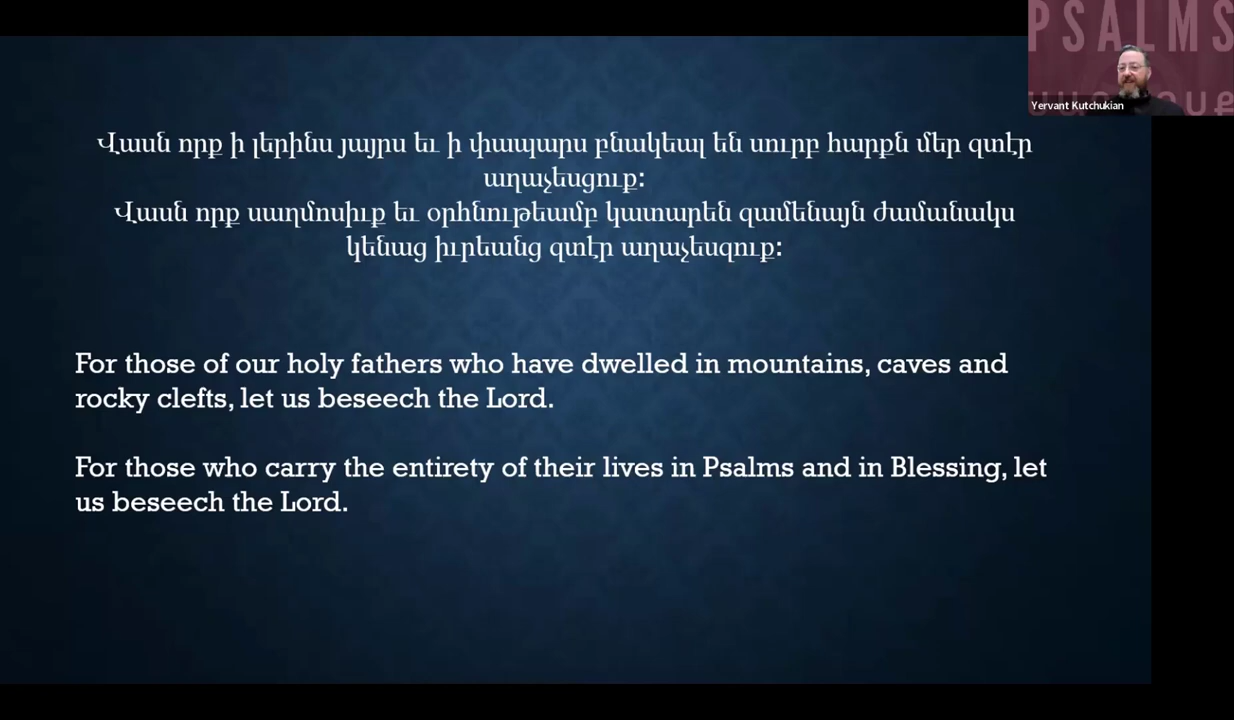 PSALMS
Yervant Kutchukian
Վասն որք ի լերինս յայրս եւ ի փապարս բնակեալ են սուրբ հարքն մեր զտէր
աղաչեսցուք:
Վասն որք սաղմոսիւք եւ օրհնութեամբ կատարեն զամենայն ժամանակս
կենաց իւրեանց զտէր աղաչեսզուք:
For those of our holy fathers who have dwelled in mountains, caves and
rocky clefts, let us beseech the Lord.
For those who carry the entirety of their lives in Psalms and in Blessing, let
us beseech the Lord.